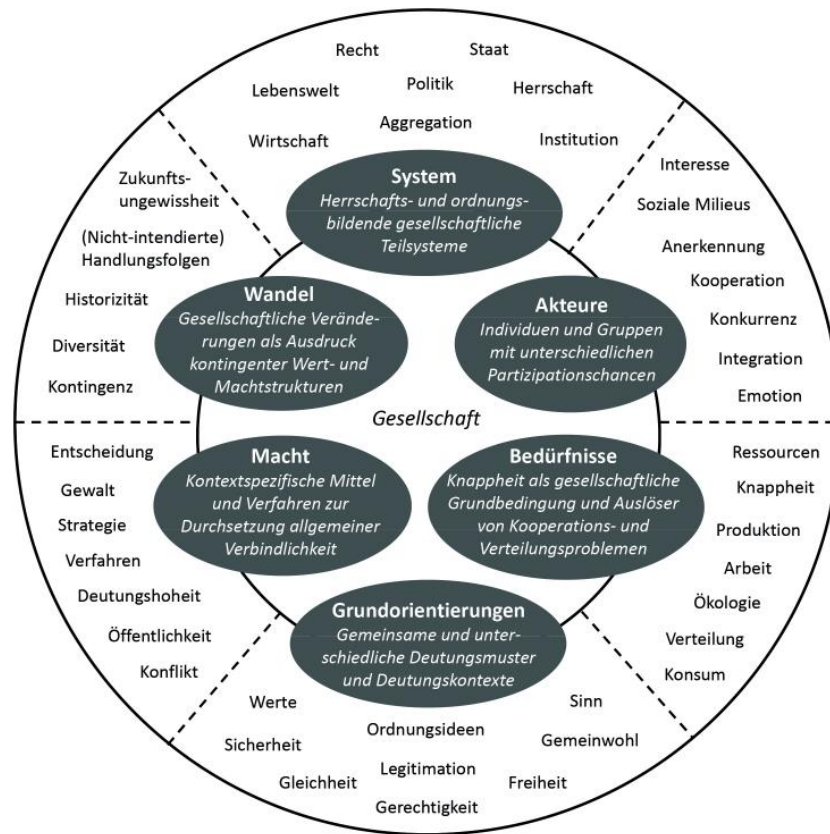 Recht
Staat
Lebenswelt
Politik
Herrschaft
Wirtschaft
Aggregation
Institution
System
Herrschafts- und ordnungs-
bildende gesellschaftliche
Teilsysteme
Interesse
Soziale Milieus
Anerkennung
Kooperation
Konkurrenz
Integration
Emotion
Akteure
Individuen und Gruppen
mit unterschiedlichen
Partizipationschancen
Ressourcen
Knappheit
Produktion
Arbeit
Ökologie
Verteilung
Konsum
Bedürfnisse
Knappheit als gesellschaftliche
Grundbedingung und Auslöser
von Kooperations- und
Verteilungsproblemen
Grundorientierungen
Gemeinsame und unter-
schiedliche Deutungsmuster
und Deutungskontexte
Werte
Sinn
Ordnungsideen
Sicherheit
Gemeinwohl
Legitimation
Gleichheit
Freiheit
Gerechtigkeit
Macht
Kontextspezifische Mittel
und Verfahren zur
Durchsetzung allgemeiner
Verbindlichkeit
Entscheidung
Gewalt
Strategie
Verfahren
Deutungshoheit
Öffentlichkeit
Konflikt
Wandel
Gesellschaftliche Verände-
rungen als Ausdruck
kontingenter Wert- und
Machtstrukturen
Zukunfts-
ungewissheit
(Nicht-intendierte)
Handlungsfolgen
Historizität
Diversität
Kontingenz
Gesellschaft